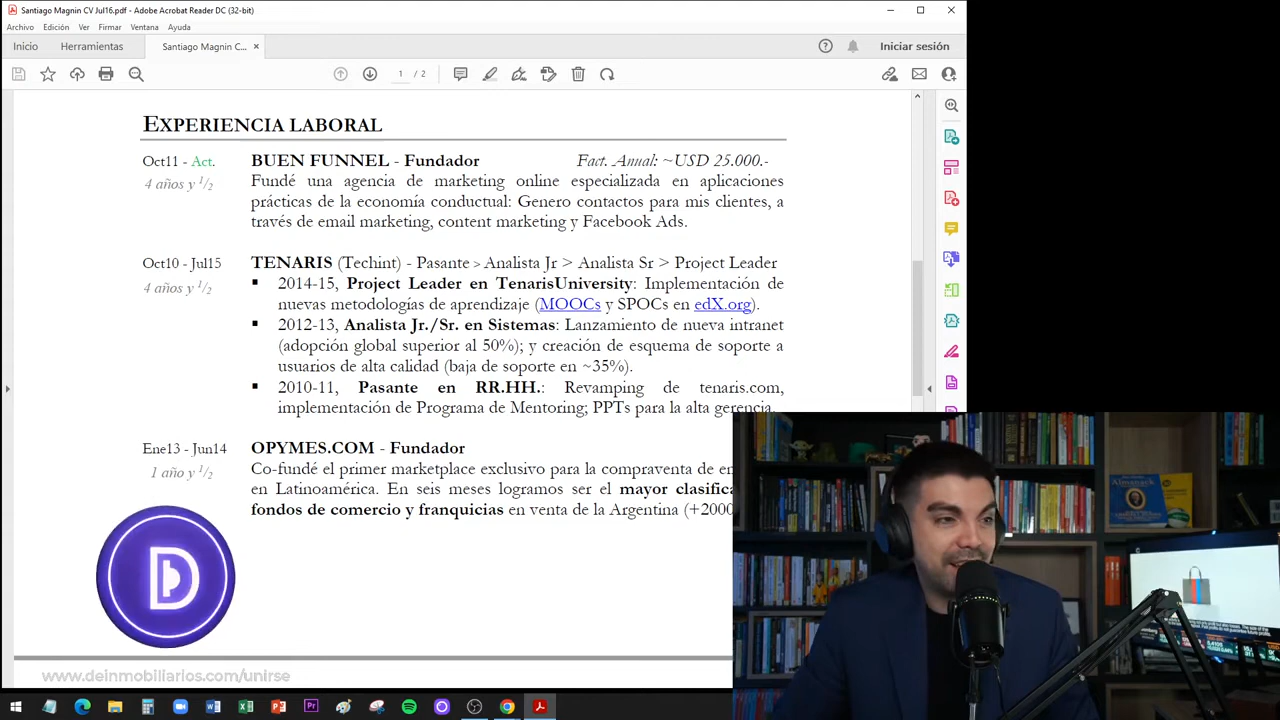 Santiago Magnin CV Jul16.pdf - Adobe Acrobat Reader DC (32-bit)
Archivo Edición Ver Firmar Ventana Ayuda
Inicio Herramientas Santiago Magnin C... × Iniciar sesión
1 / 2
EXPERIENCIA LABORAL
Oct11 - Act. BUEN FUNNEL - Fundador Fact. Anual: ~USD 25.000.-
4 años y 1/2 Fundé una agencia de marketing online especializada en aplicaciones
prácticas de la economía conductual: Genero contactos para mis clientes, a
través de email marketing, content marketing y Facebook Ads.
Oct10 - Jul15 TENARIS (Techint) - Pasante > Analista Jr > Analista Sr > Project Leader
4 años y 1/2 ▪ 2014-15, Project Leader en TenarisUniversity: Implementación de
nuevas metodologías de aprendizaje (MOOCs y SPOCs en edX.org).
▪ 2012-13, Analista Jr./Sr. en Sistemas: Lanzamiento de nueva intranet
(adopción global superior al 50%); y creación de esquema de soporte a
usuarios de alta calidad (baja de soporte en ~35%).
▪ 2010-11, Pasante en RR.HH.: Revamping de tenaris.com,
implementación de Programa de Mentoring; PPTs para la alta gerencia.
Ene13 - Jun14 OPYMES.COM - Fundador
1 año y 1/2 Co-fundé el primer marketplace exclusivo para la compraventa de
en Latinoamérica. En seis meses logramos ser el mayor
fondos de comercio y franquicias en venta de la Argentina (+2000
D
www.deinmobiliarios.com/unirse
Almanack